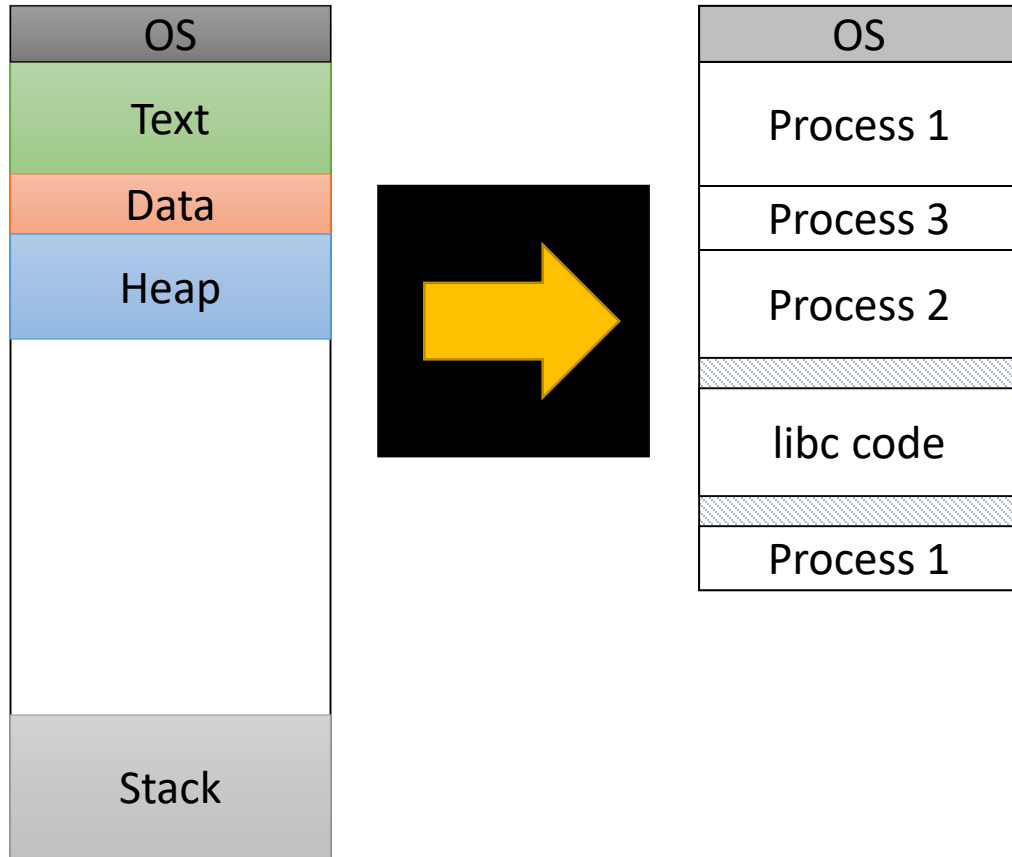 OS
Text
Data
Heap
Stack
OS
Process 1
Process 3
Process 2
libc code
Process 1